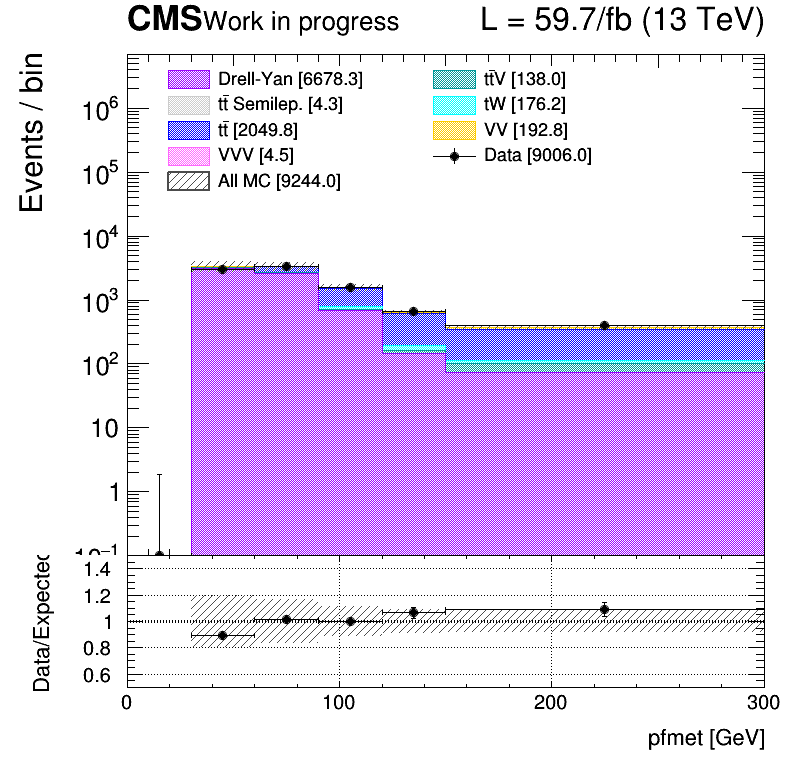 CMS Work in progress L = 59.7/fb (13 TeV)
Events / bin
Drell-Yan [6678.3]
tt̄ Semilep. [4.3]
tt̄ [2049.8]
VVV [4.5]
All MC [9244.0]
tt̄V [138.0]
tW [176.2]
VV [192.8]
Data [9006.0]
10⁶
10⁵
10⁴
10³
10²
10
1
10⁻¹
Data/Expected
1.4
1.2
1
0.8
0.6
0 100 200 300
pfmet [GeV]